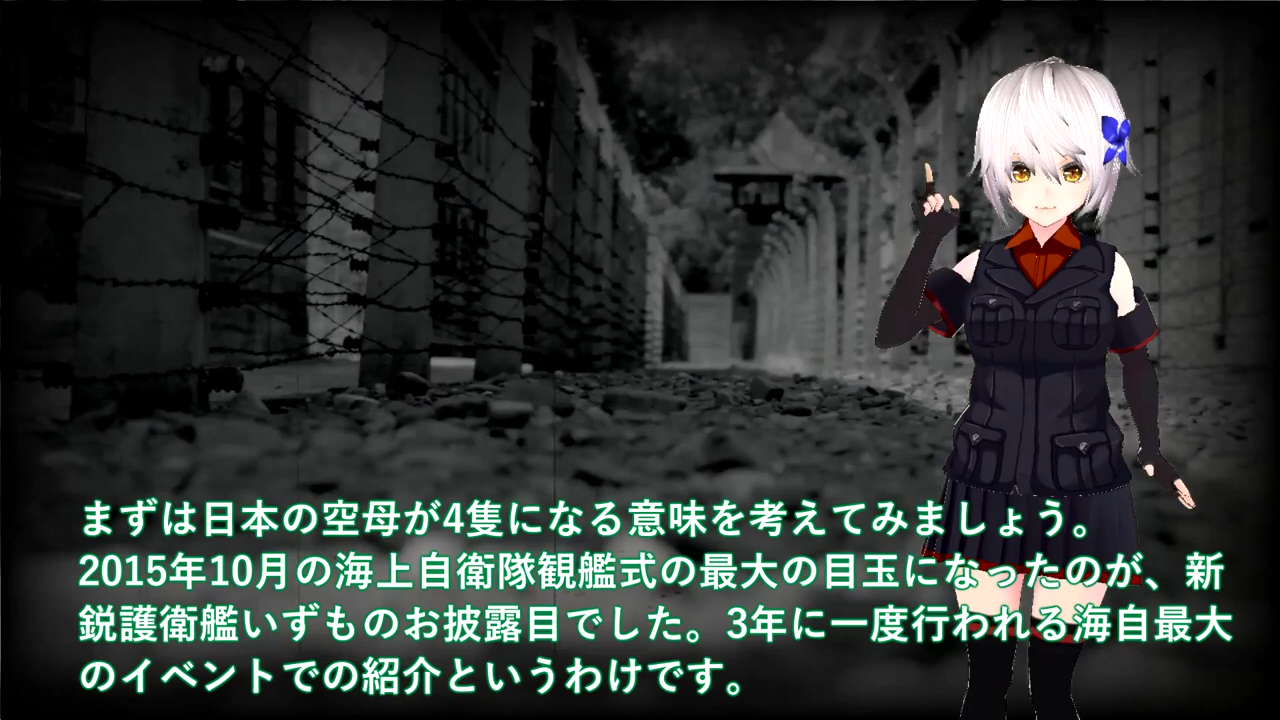 まずは日本の空母が4隻になる意味を考えてみましょう。
2015年10月の海上自衛隊観艦式の最大の目玉になったのが、新
鋭護衛艦いずものお披露目でした。3年に一度行われる海自最大
のイベントでの紹介というわけです。